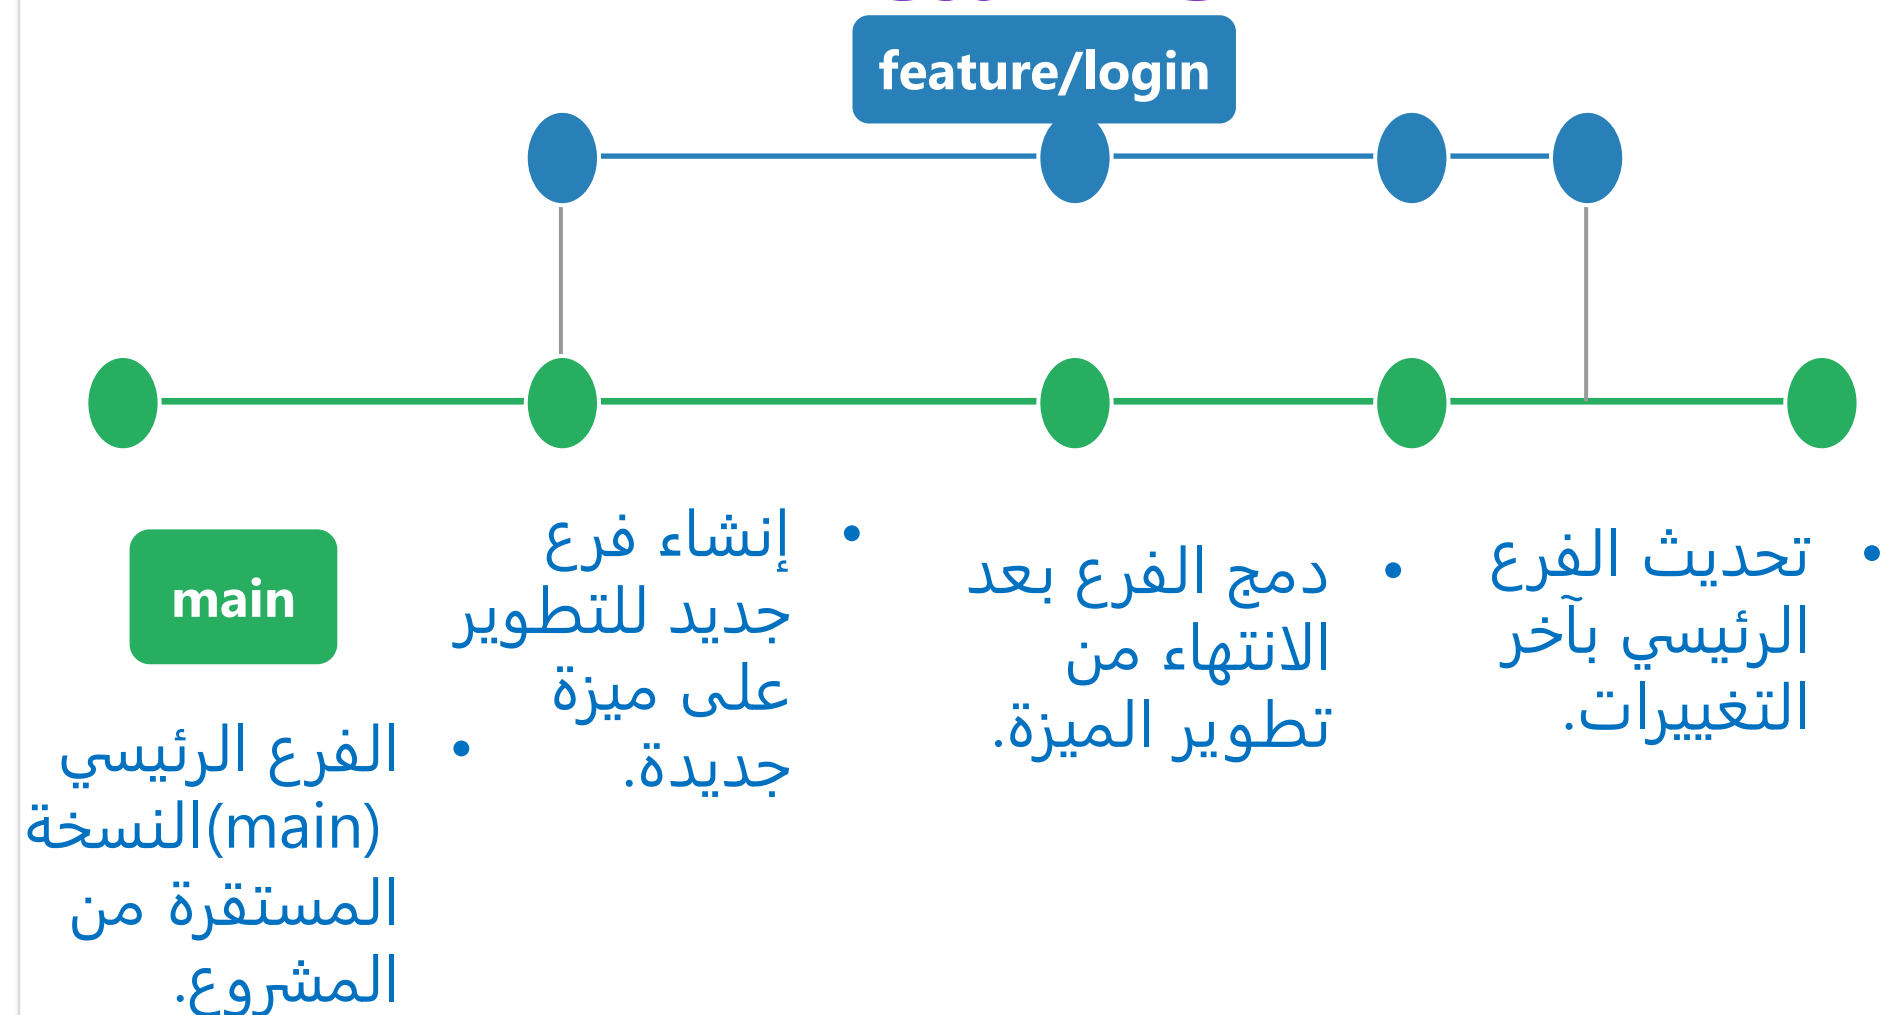 feature/login
main
• الفرع الرئيسي
(main)النسخة
المستقرة من
المشروع.
• إنشاء فرع
جديد للتطوير
على ميزة
جديدة.
• دمج الفرع بعد
الانتهاء من
تطوير الميزة.
• تحديث الفرع
الرئيسي بآخر
التغييرات.